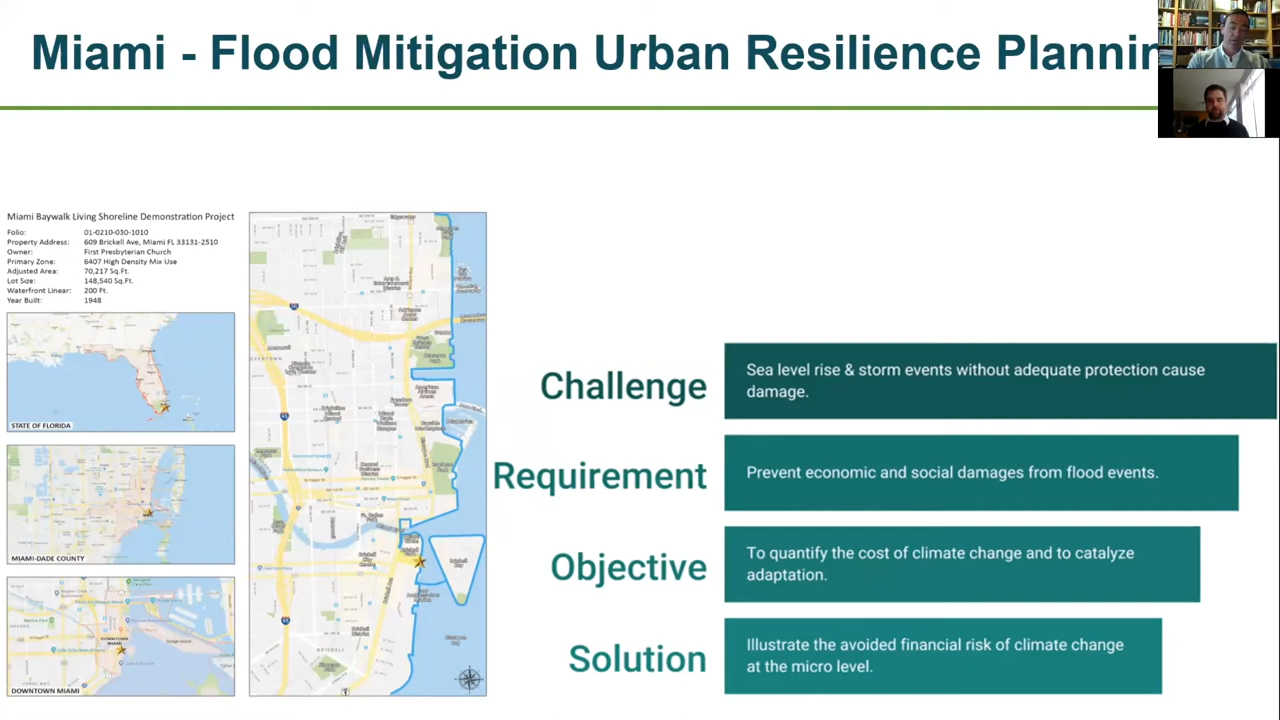 Miami - Flood Mitigation Urban Resilience Plannin
Miami Baywalk Living Shoreline Demonstration Project
Folio: 01-0210-030-1010
Property Address: 609 Brickell Ave, Miami FL 33131-2510
Owner: First Presbyterian Church
Primary Zone: 6407 High Density Mix Use
Adjusted Area: 70,217 Sq.Ft.
Lot Size: 148,540 Sq.Ft.
Waterfront Linear: 200 Ft.
Year Built: 1948
STATE OF FLORIDA
MIAMI-DADE COUNTY
DOWNTOWN
MIAMI
DOWNTOWN MIAMI
Edgewater
BRICKELL
Challenge
Sea level rise & storm events without adequate protection cause
damage.
Requirement
Prevent economic and social damages from flood events.
Objective
To quantify the cost of climate change and to catalyze
adaptation.
Solution
Illustrate the avoided financial risk of climate change
at the micro level.